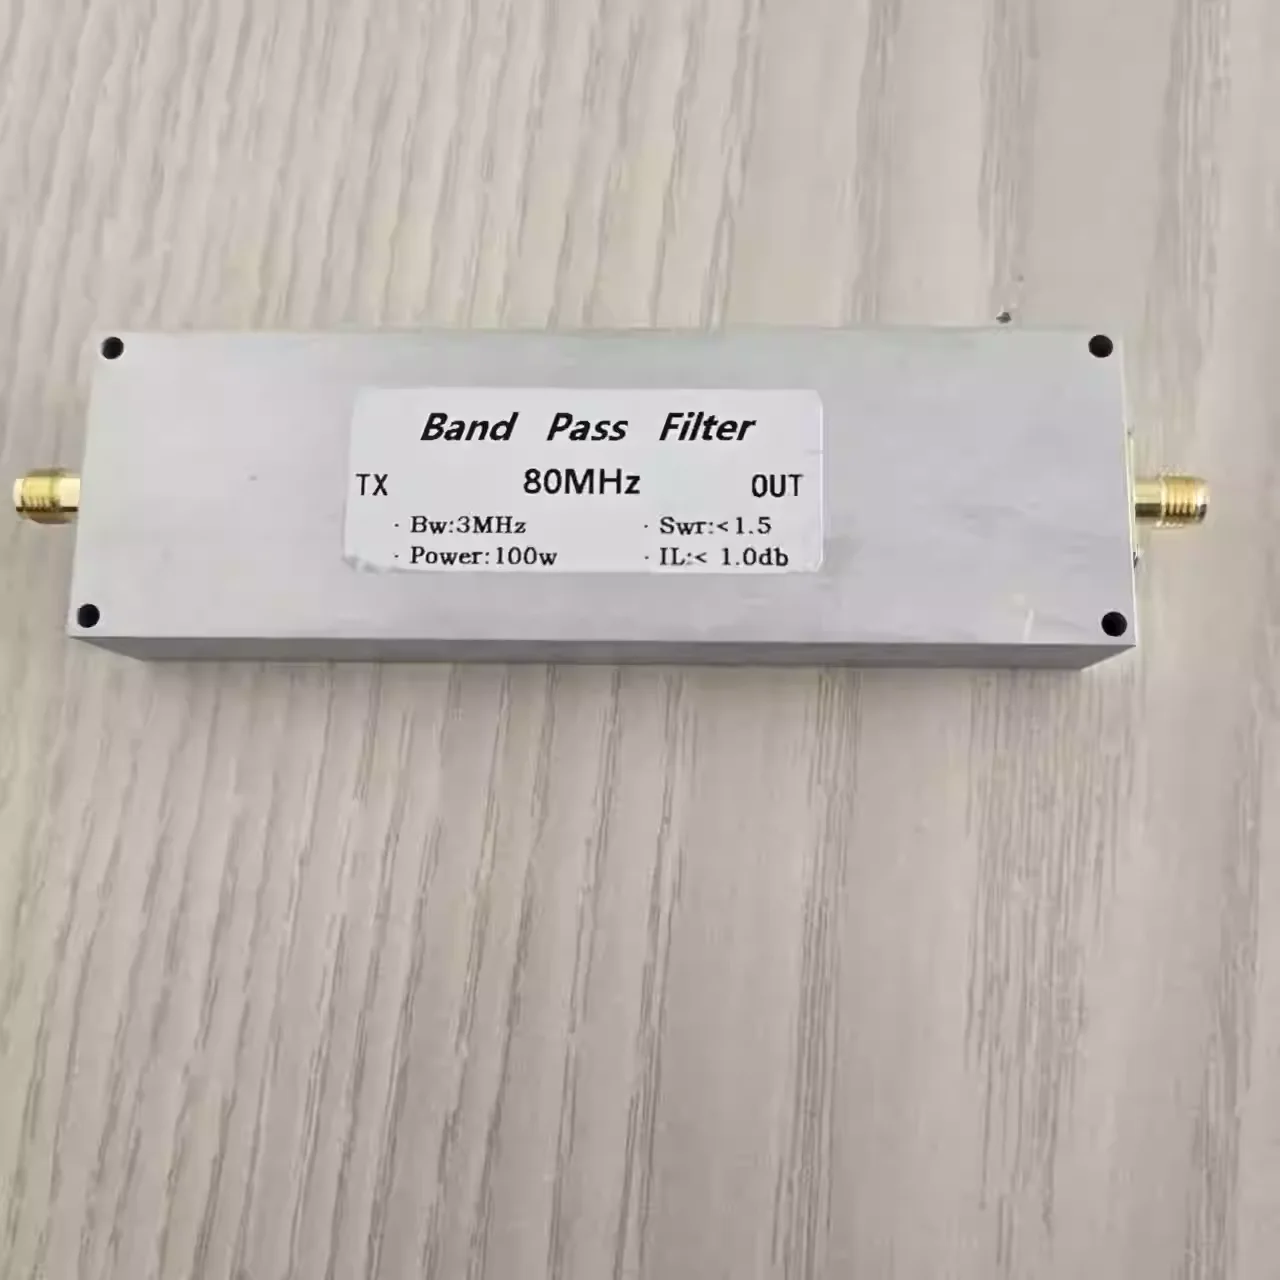 Band Pass Filter
TX 80MHz OUT
· Bw:3MHz · Swr:<1.5
· Power:100w · IL:< 1.0db